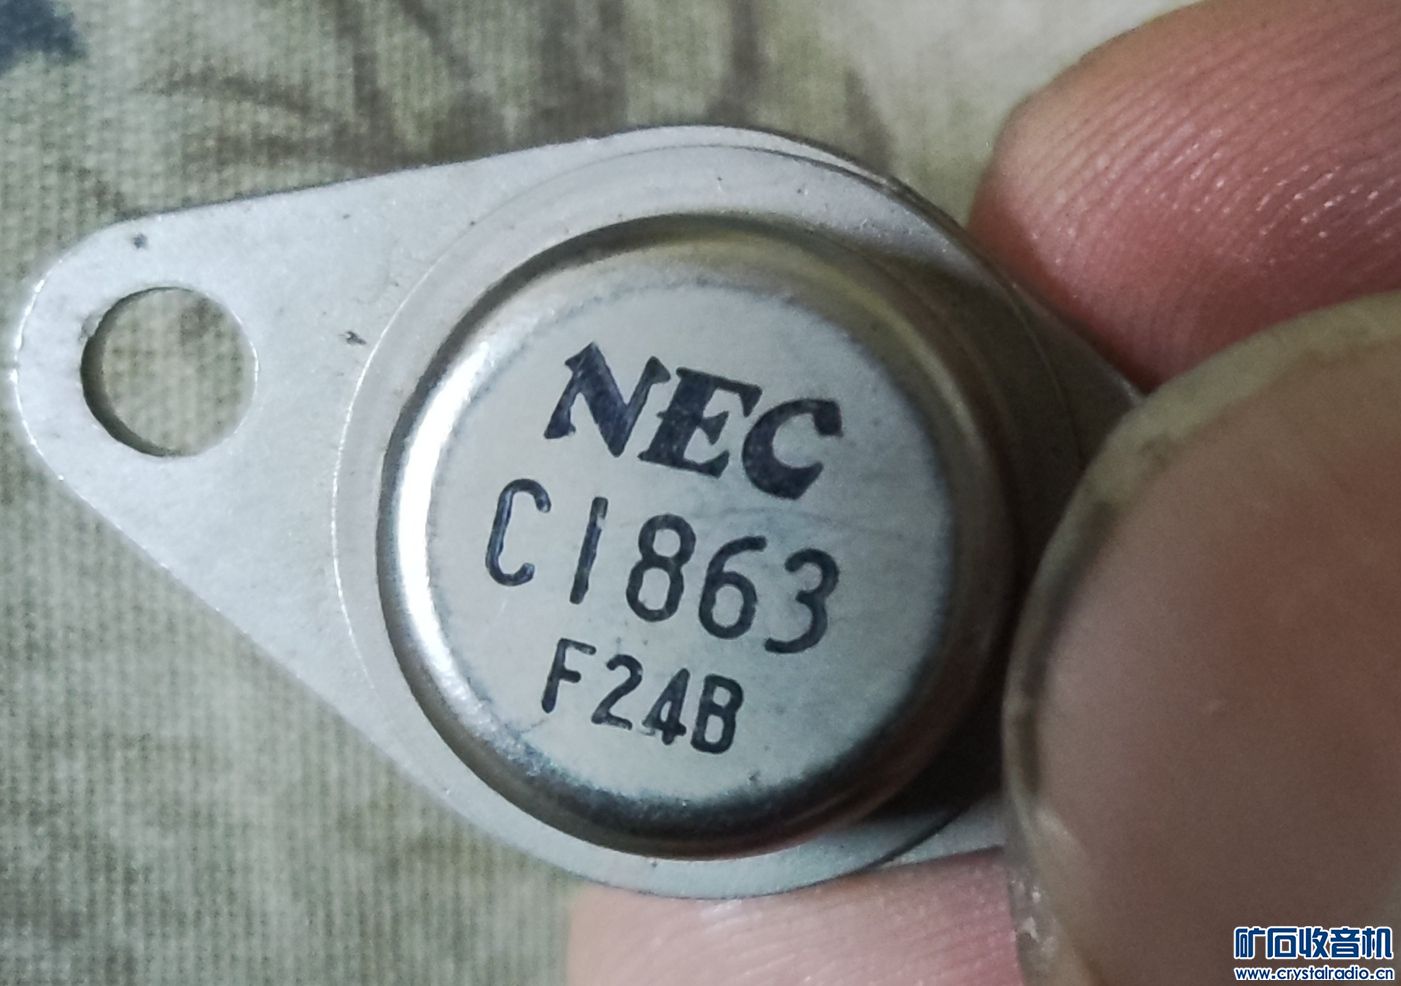 NEC
C1863
F24B
矿石收音机
www.crystalradio.cn